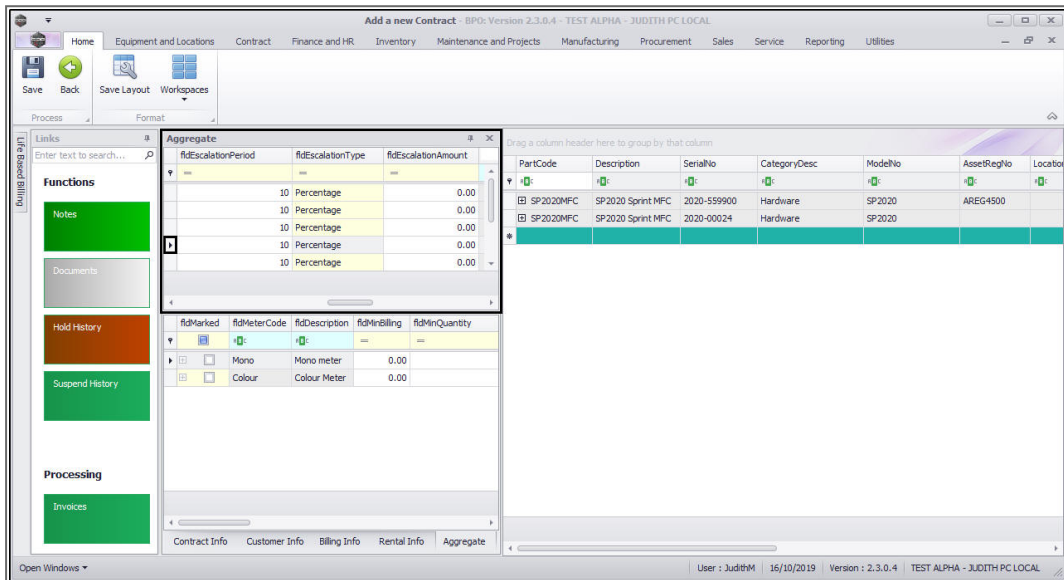 Add a new Contract - BPO: Version 2.3.0.4 - TEST ALPHA - JUDITH PC LOCAL
Home Equipment and Locations Contract Finance and HR Inventory Maintenance and Projects Manufacturing Procurement Sales Service Reporting Utilities
Save Back Save Layout Workspaces
Process Format
Life Based Billing
Links
Enter text to search...
Functions
Notes
Documents
Hold History
Suspend History
Processing
Invoices
Aggregate
fldEscalationPeriod fldEscalationType fldEscalationAmount
= = =
10 Percentage 0.00
10 Percentage 0.00
10 Percentage 0.00
10 Percentage 0.00
10 Percentage 0.00
fldMarked fldMeterCode fldDescription fldMinBilling fldMinQuantity
= =
Mono Mono meter 0.00
Colour Colour Meter 0.00
Contract Info Customer Info Billing Info Rental Info Aggregate
Drag a column header here to group by that column
PartCode Description SerialNo CategoryDesc ModelNo AssetRegNo Location
SP2020MFC SP2020 Sprint MFC 2020-559900 Hardware SP2020 AREG4500
SP2020MFC SP2020 Sprint MFC 2020-00024 Hardware SP2020
Open Windows User : JudithM 16/10/2019 Version : 2.3.0.4 TEST ALPHA - JUDITH PC LOCAL